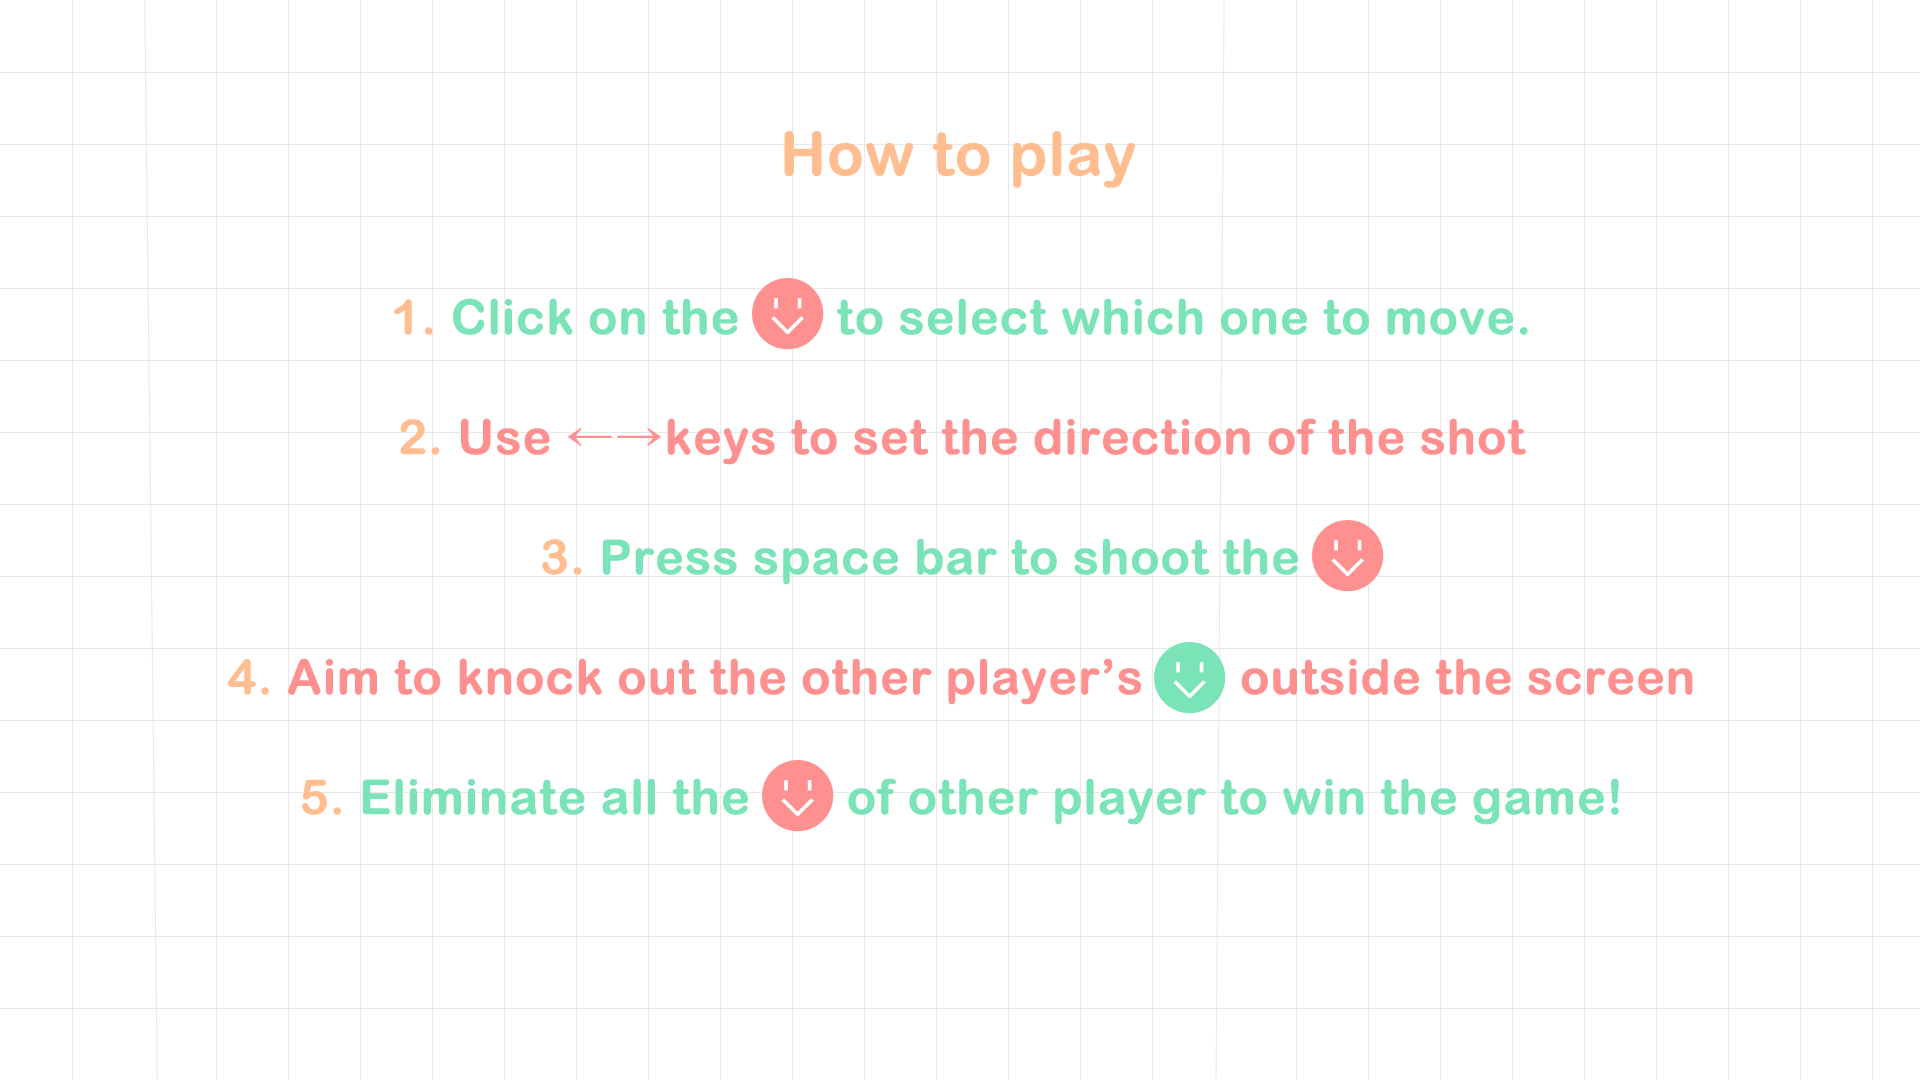 How to play
1. Click on the to select which one to move.
2. Use ←→keys to set the direction of the shot
3. Press space bar to shoot the
4. Aim to knock out the other player’s outside the screen
5. Eliminate all the of other player to win the game!